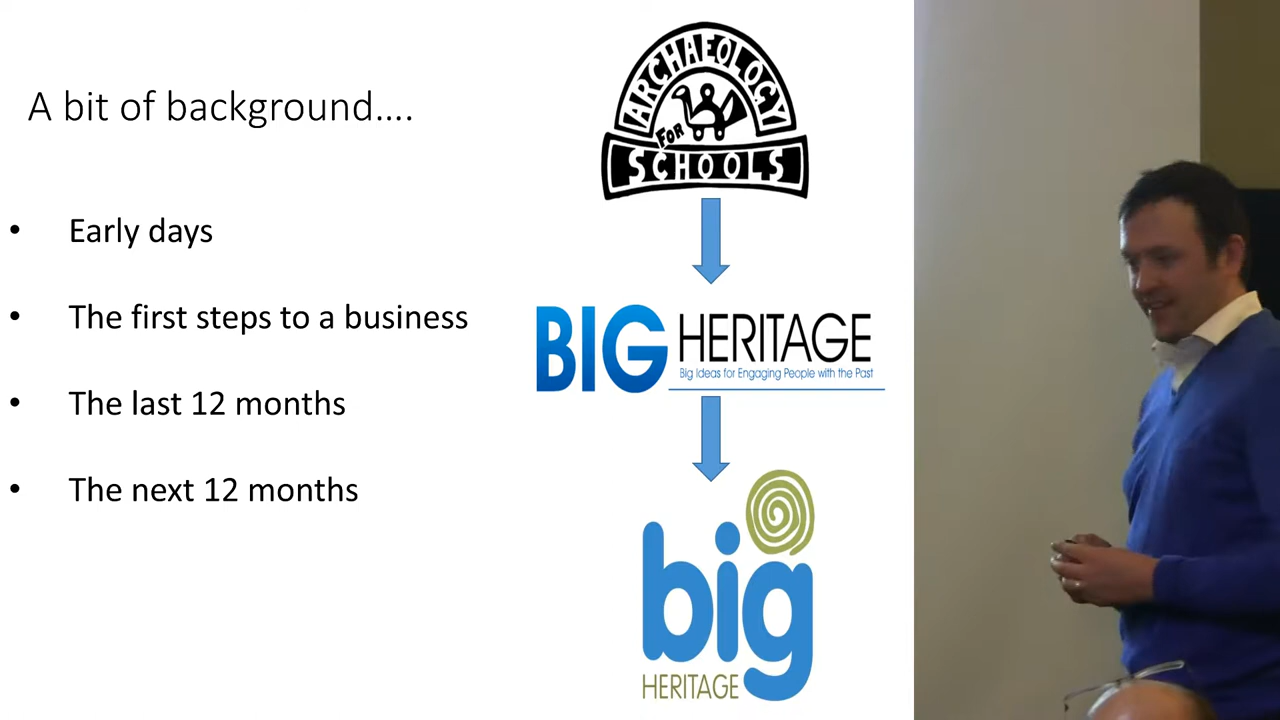 A bit of background....
• Early days
• The first steps to a business
• The last 12 months
• The next 12 months
ARCHAEOLOGY
FOR
SCHOOLS
BIG HERITAGE
Big Ideas for Engaging People with the Past
big
HERITAGE